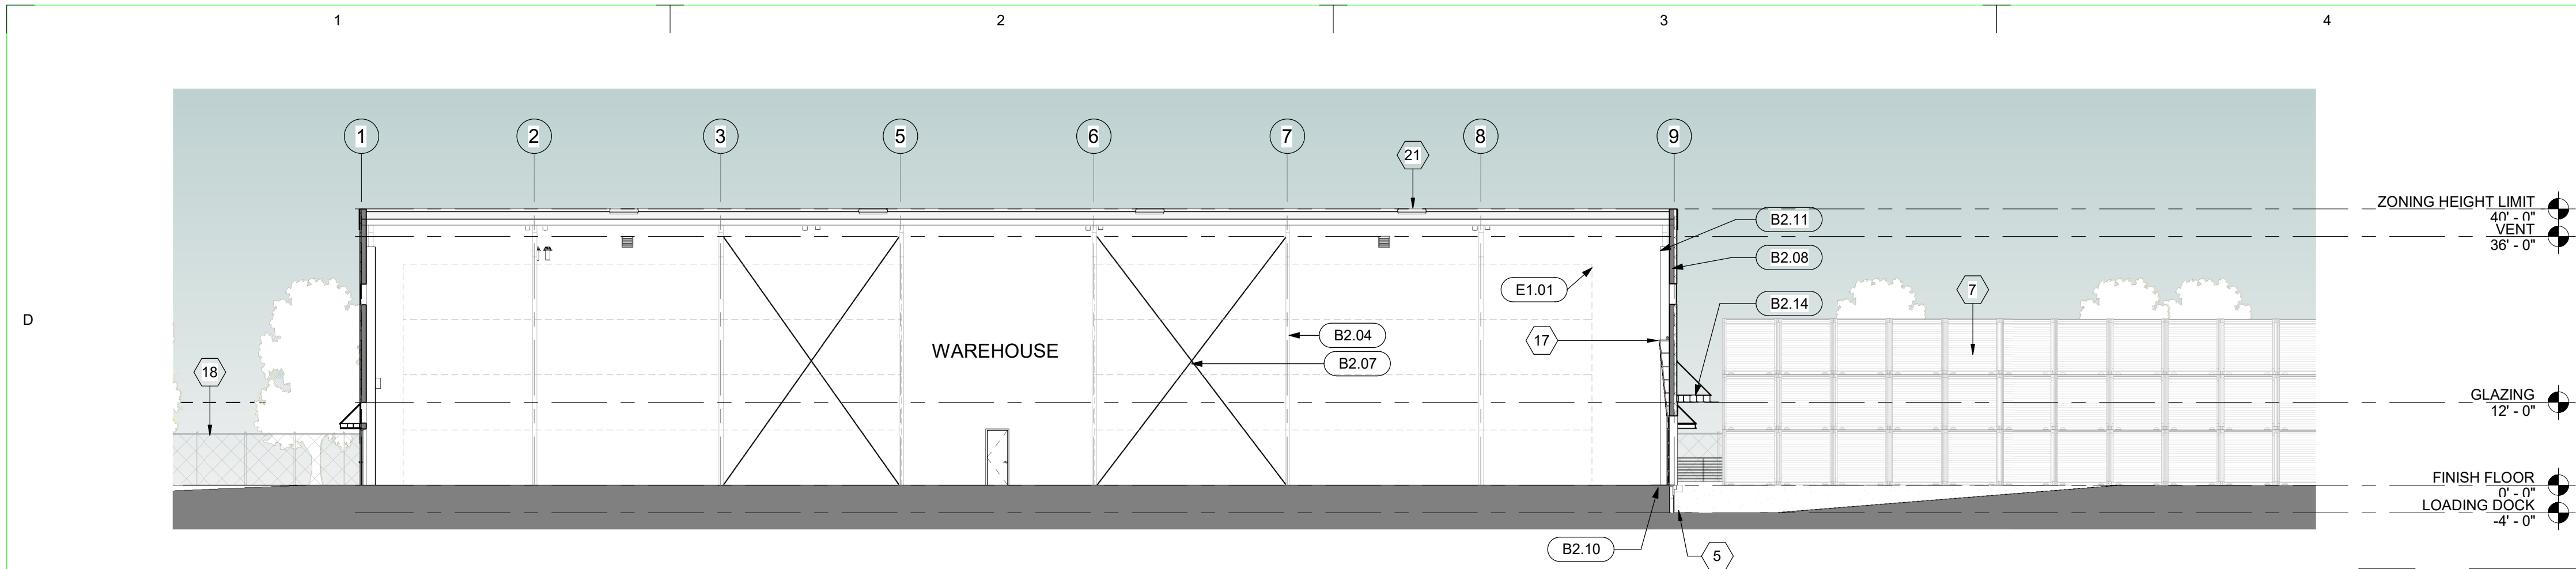 1
2
3
4
D
1
2
3
5
6
7
8
9
21
ZONING HEIGHT LIMIT
40' - 0"
VENT
36' - 0"
B2.11
B2.08
E1.01
B2.14
7
B2.04
17
WAREHOUSE
B2.07
18
GLAZING
12' - 0"
FINISH FLOOR
0' - 0"
LOADING DOCK
-4' - 0"
B2.10
5